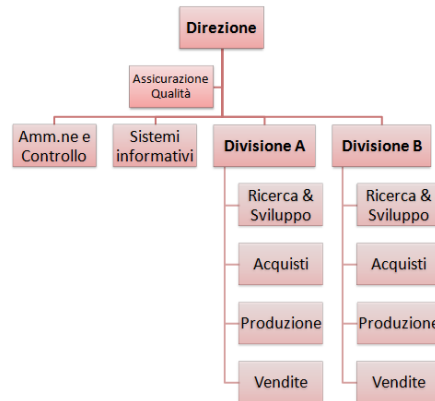 Direzione
Assicurazione
Qualità
Amm.ne e
Controllo
Sistemi
informativi
Divisione A
Divisione B
Ricerca &
Sviluppo
Ricerca &
Sviluppo
Acquisti
Acquisti
Produzione
Produzione
Vendite
Vendite